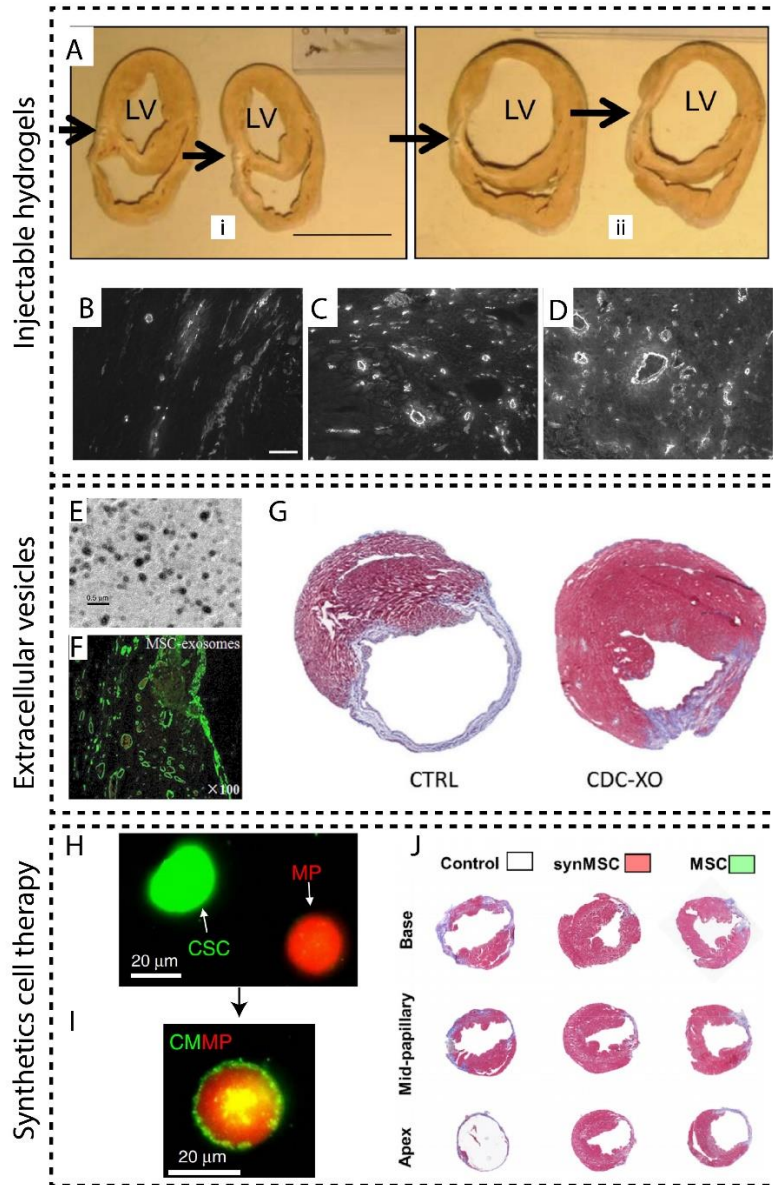 Injectable hydrogels
A
LV
LV
LV
LV
i
ii
B
C
D
Extracellular vesicles
E
0.5 μm
F
MSC-exosomes
×100
G
CTRL
CDC-XO
Synthetics cell therapy
H
MP
CSC
20 μm
I
CMMP
20 μm
J
Control
synMSC
MSC
Base
Mid-papillary
Apex